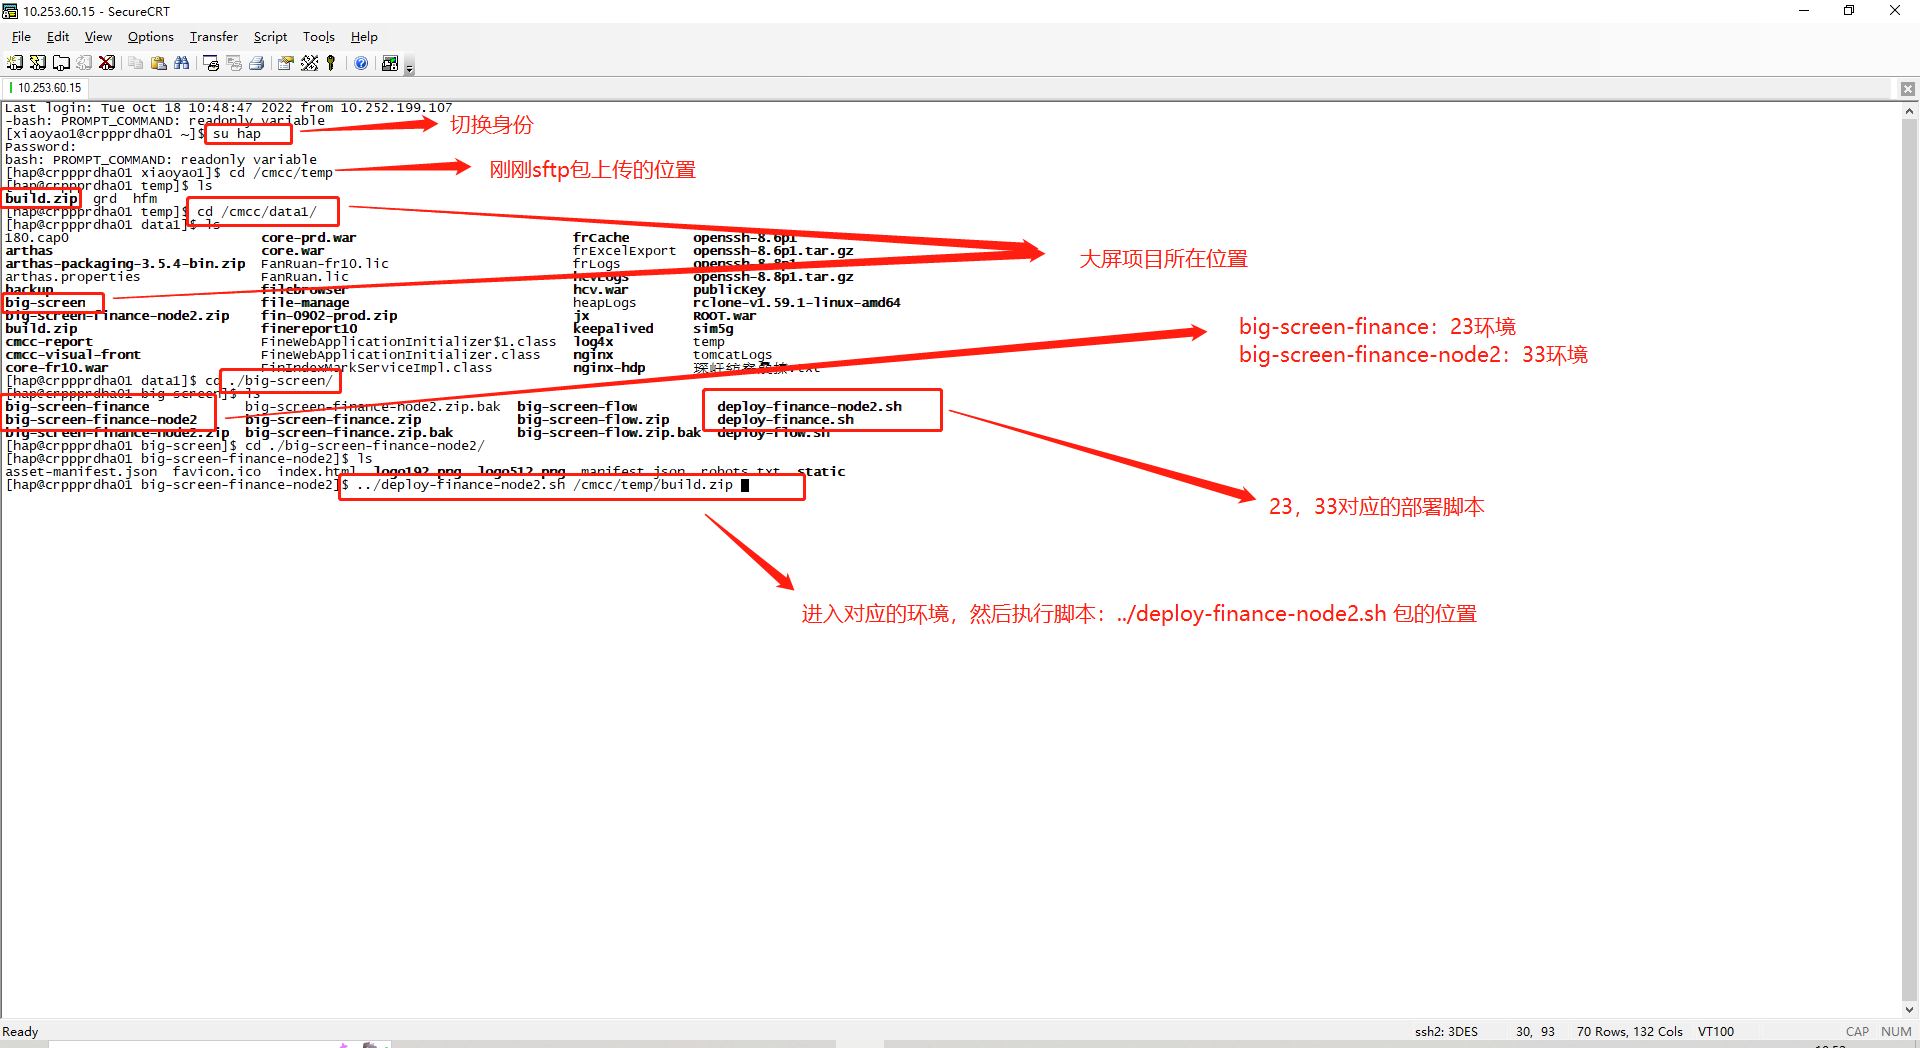 10.253.60.15 - SecureCRT
File Edit View Options Transfer Script Tools Help
10.253.60.15
Last login: Tue Oct 18 10:48:47 2022 from 10.252.199.107
-bash: PROMPT_COMMAND: readonly variable
[xiaoyao1@crppprdha01 ~]$ su hap
切换身份
Password:
bash: PROMPT_COMMAND: readonly variable
[hap@crppprdha01 xiaoyao1]$ cd /cmcc/temp
刚刚sftp包上传的位置
[hap@crppprdha01 temp]$ ls
build.zip grd hfm
[hap@crppprdha01 temp]$ cd /cmcc/data1/
[hap@crppprdha01 data1]$ ls
180.cap0 core-prd.war frCache openssh-8.6p1
arthas core.war frExcelExport openssh-8.6p1.tar.gz
大屏项目所在位置
arthas-packaging-3.5.4-bin.zip FanRuan-fr10.lic frLogs openssh-8.8p1
arthas.properties FanRuan.lic hcvLogs openssh-8.8p1.tar.gz
backup filebrowser hcv.war publicKey
big-screen file-manage heapLogs rclone-v1.59.1-linux-amd64
big-screen-finance-node2.zip fin-0902-prod.zip jx ROOT.war
build.zip finereport10 keepalived sim5g
cmcc-report FineWebApplicationInitializer$1.class log4x temp
cmcc-visual-front FineWebApplicationInitializer.class nginx tomcatLogs
core-fr10.war FinIndexMarkServiceImpl.class nginx-hdp
big-screen-finance：23环境
big-screen-finance-node2：33环境
[hap@crppprdha01 data1]$ cd ./big-screen/
[hap@crppprdha01 big-screen]$ ls
big-screen-finance big-screen-finance-node2.zip.bak big-screen-flow deploy-finance-node2.sh
big-screen-finance-node2 big-screen-finance.zip big-screen-flow.zip deploy-finance.sh
big-screen-finance-node2.zip big-screen-finance.zip.bak big-screen-flow.zip.bak deploy-flow.sh
[hap@crppprdha01 big-screen]$ cd ./big-screen-finance-node2/
[hap@crppprdha01 big-screen-finance-node2]$ ls
asset-manifest.json favicon.ico index.html logo192.png logo512.png manifest.json robots.txt static
[hap@crppprdha01 big-screen-finance-node2]$ ../deploy-finance-node2.sh /cmcc/temp/build.zip
23，33对应的部署脚本
进入对应的环境，然后执行脚本：../deploy-finance-node2.sh 包的位置
Ready ssh2: 3DES 30, 93 70 Rows, 132 Cols VT100 CAP NUM